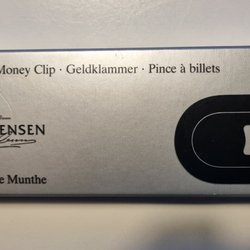 Money Clip · Geldklammer · Pince à billets
ENSEN
e Munthe